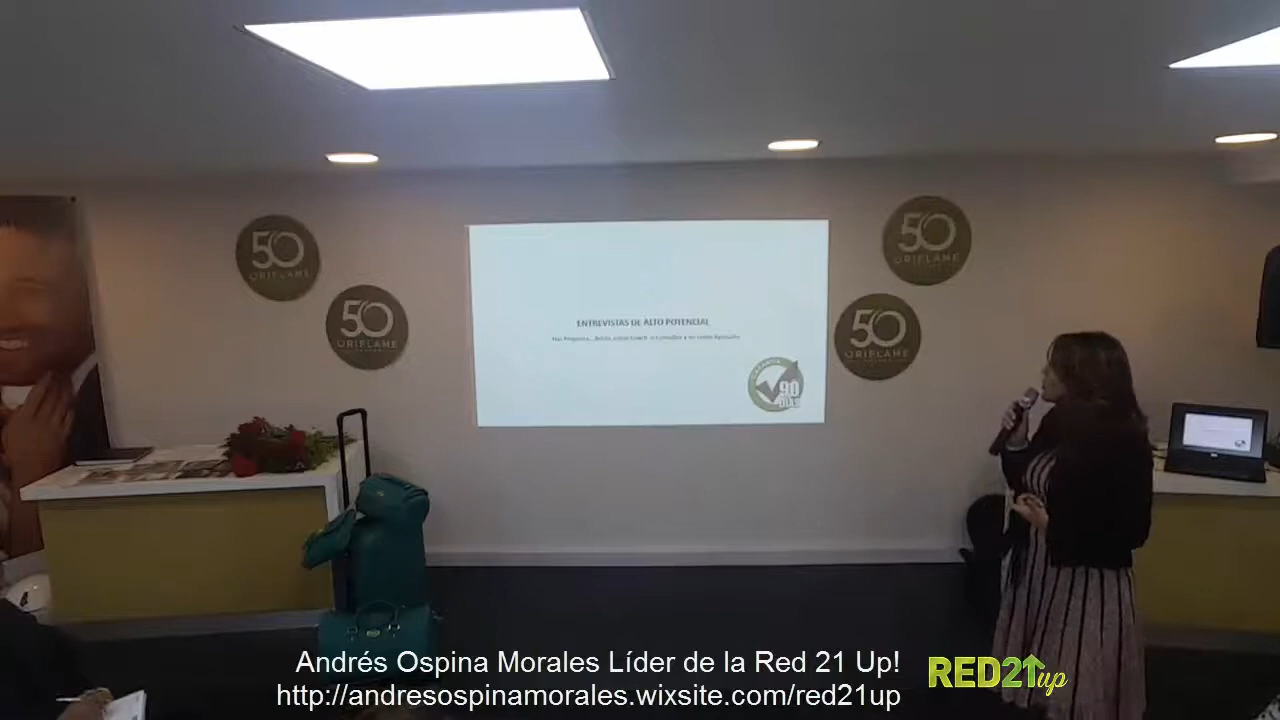 50
ORIFLAME
50
ORIFLAME
50
ORIFLAME
50
ORIFLAME
ENTREVISTAS DE ALTO POTENCIAL
90
DÍAS
Andrés Ospina Morales Líder de la Red 21 Up!
http://andresospinamorales.wixsite.com/red21up
RED21up